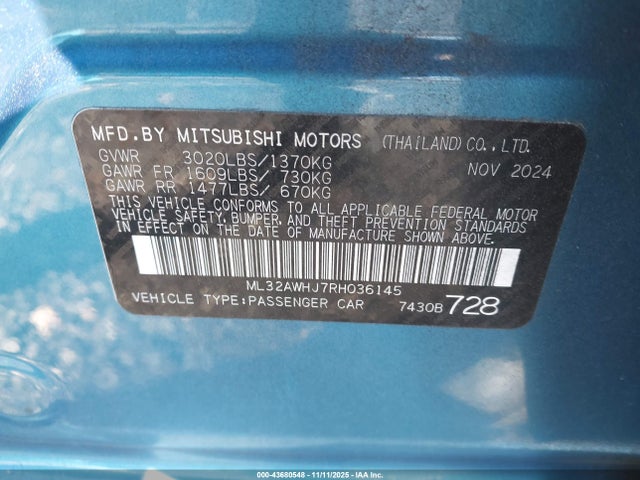 MFD.BY MITSUBISHI MOTORS (THAILAND)CO.,LTD.
GVWR 3020LBS/1370KG NOV 2024
GAWR FR 1609LBS/ 730KG
GAWR RR 1477LBS/ 670KG
THIS VEHICLE CONFORMS TO ALL APPLICABLE FEDERAL MOTOR
VEHICLE SAFETY, BUMPER, AND THEFT PREVENTION STANDARDS
IN EFFECT ON THE DATE OF MANUFACTURE SHOWN ABOVE.
ML32AWHJ7RH036145
VEHICLE TYPE:PASSENGER CAR 7430B 728
000-43680548 - 11/11/2025 - IAAI.COM